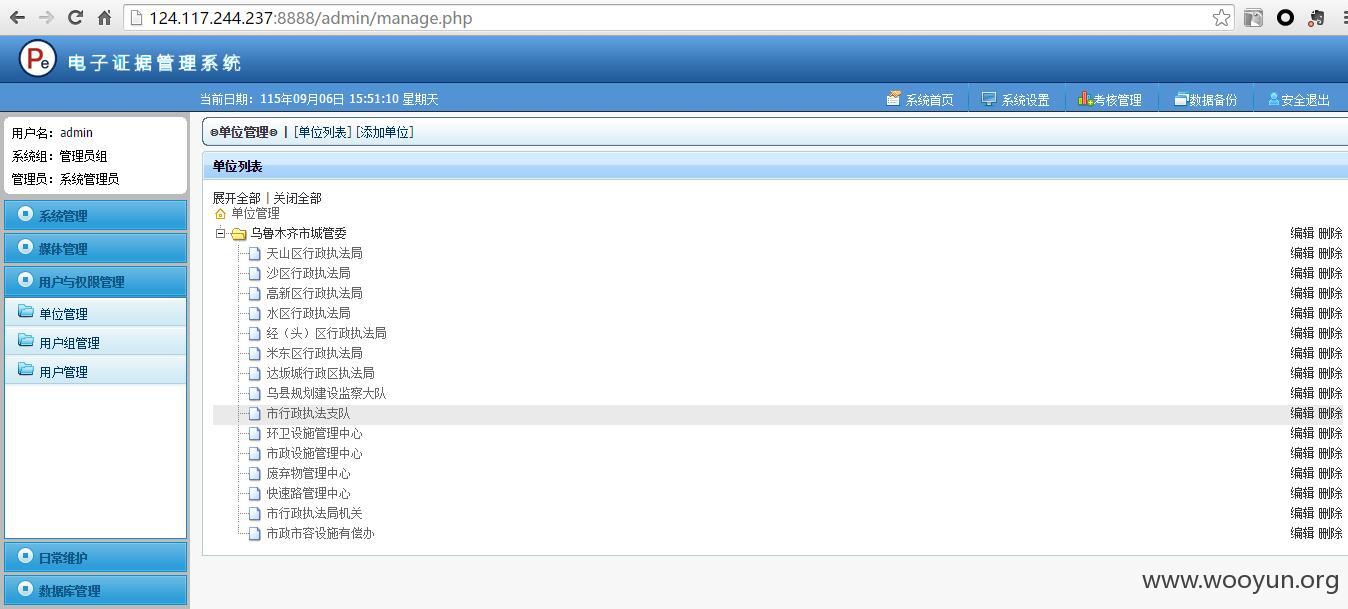 124.117.244.237:8888/admin/manage.php
Pe 电子证据管理系统
当前日期：115年09月06日 15:51:10 星期天 系统首页 系统设置 考核管理 数据备份 安全退出
用户名：admin
系统组：管理员组
管理员：系统管理员
系统管理
媒体管理
用户与权限管理
单位管理
用户组管理
用户管理
日常维护
数据库管理
单位管理 | [单位列表] [添加单位]
单位列表
展开全部 | 关闭全部
单位管理
乌鲁木齐市城管委 编辑 删除
天山区行政执法局 编辑 删除
沙区行政执法局 编辑 删除
高新区行政执法局 编辑 删除
水区行政执法局 编辑 删除
经（头）区行政执法局 编辑 删除
米东区行政执法局 编辑 删除
达坂城行政区执法局 编辑 删除
乌县规划建设监察大队 编辑 删除
市行政执法支队 编辑 删除
环卫设施管理中心 编辑 删除
市政设施管理中心 编辑 删除
废弃物管理中心 编辑 删除
快速路管理中心 编辑 删除
市行政执法局机关 编辑 删除
市政市容设施有偿办 编辑 删除
www.wooyun.org